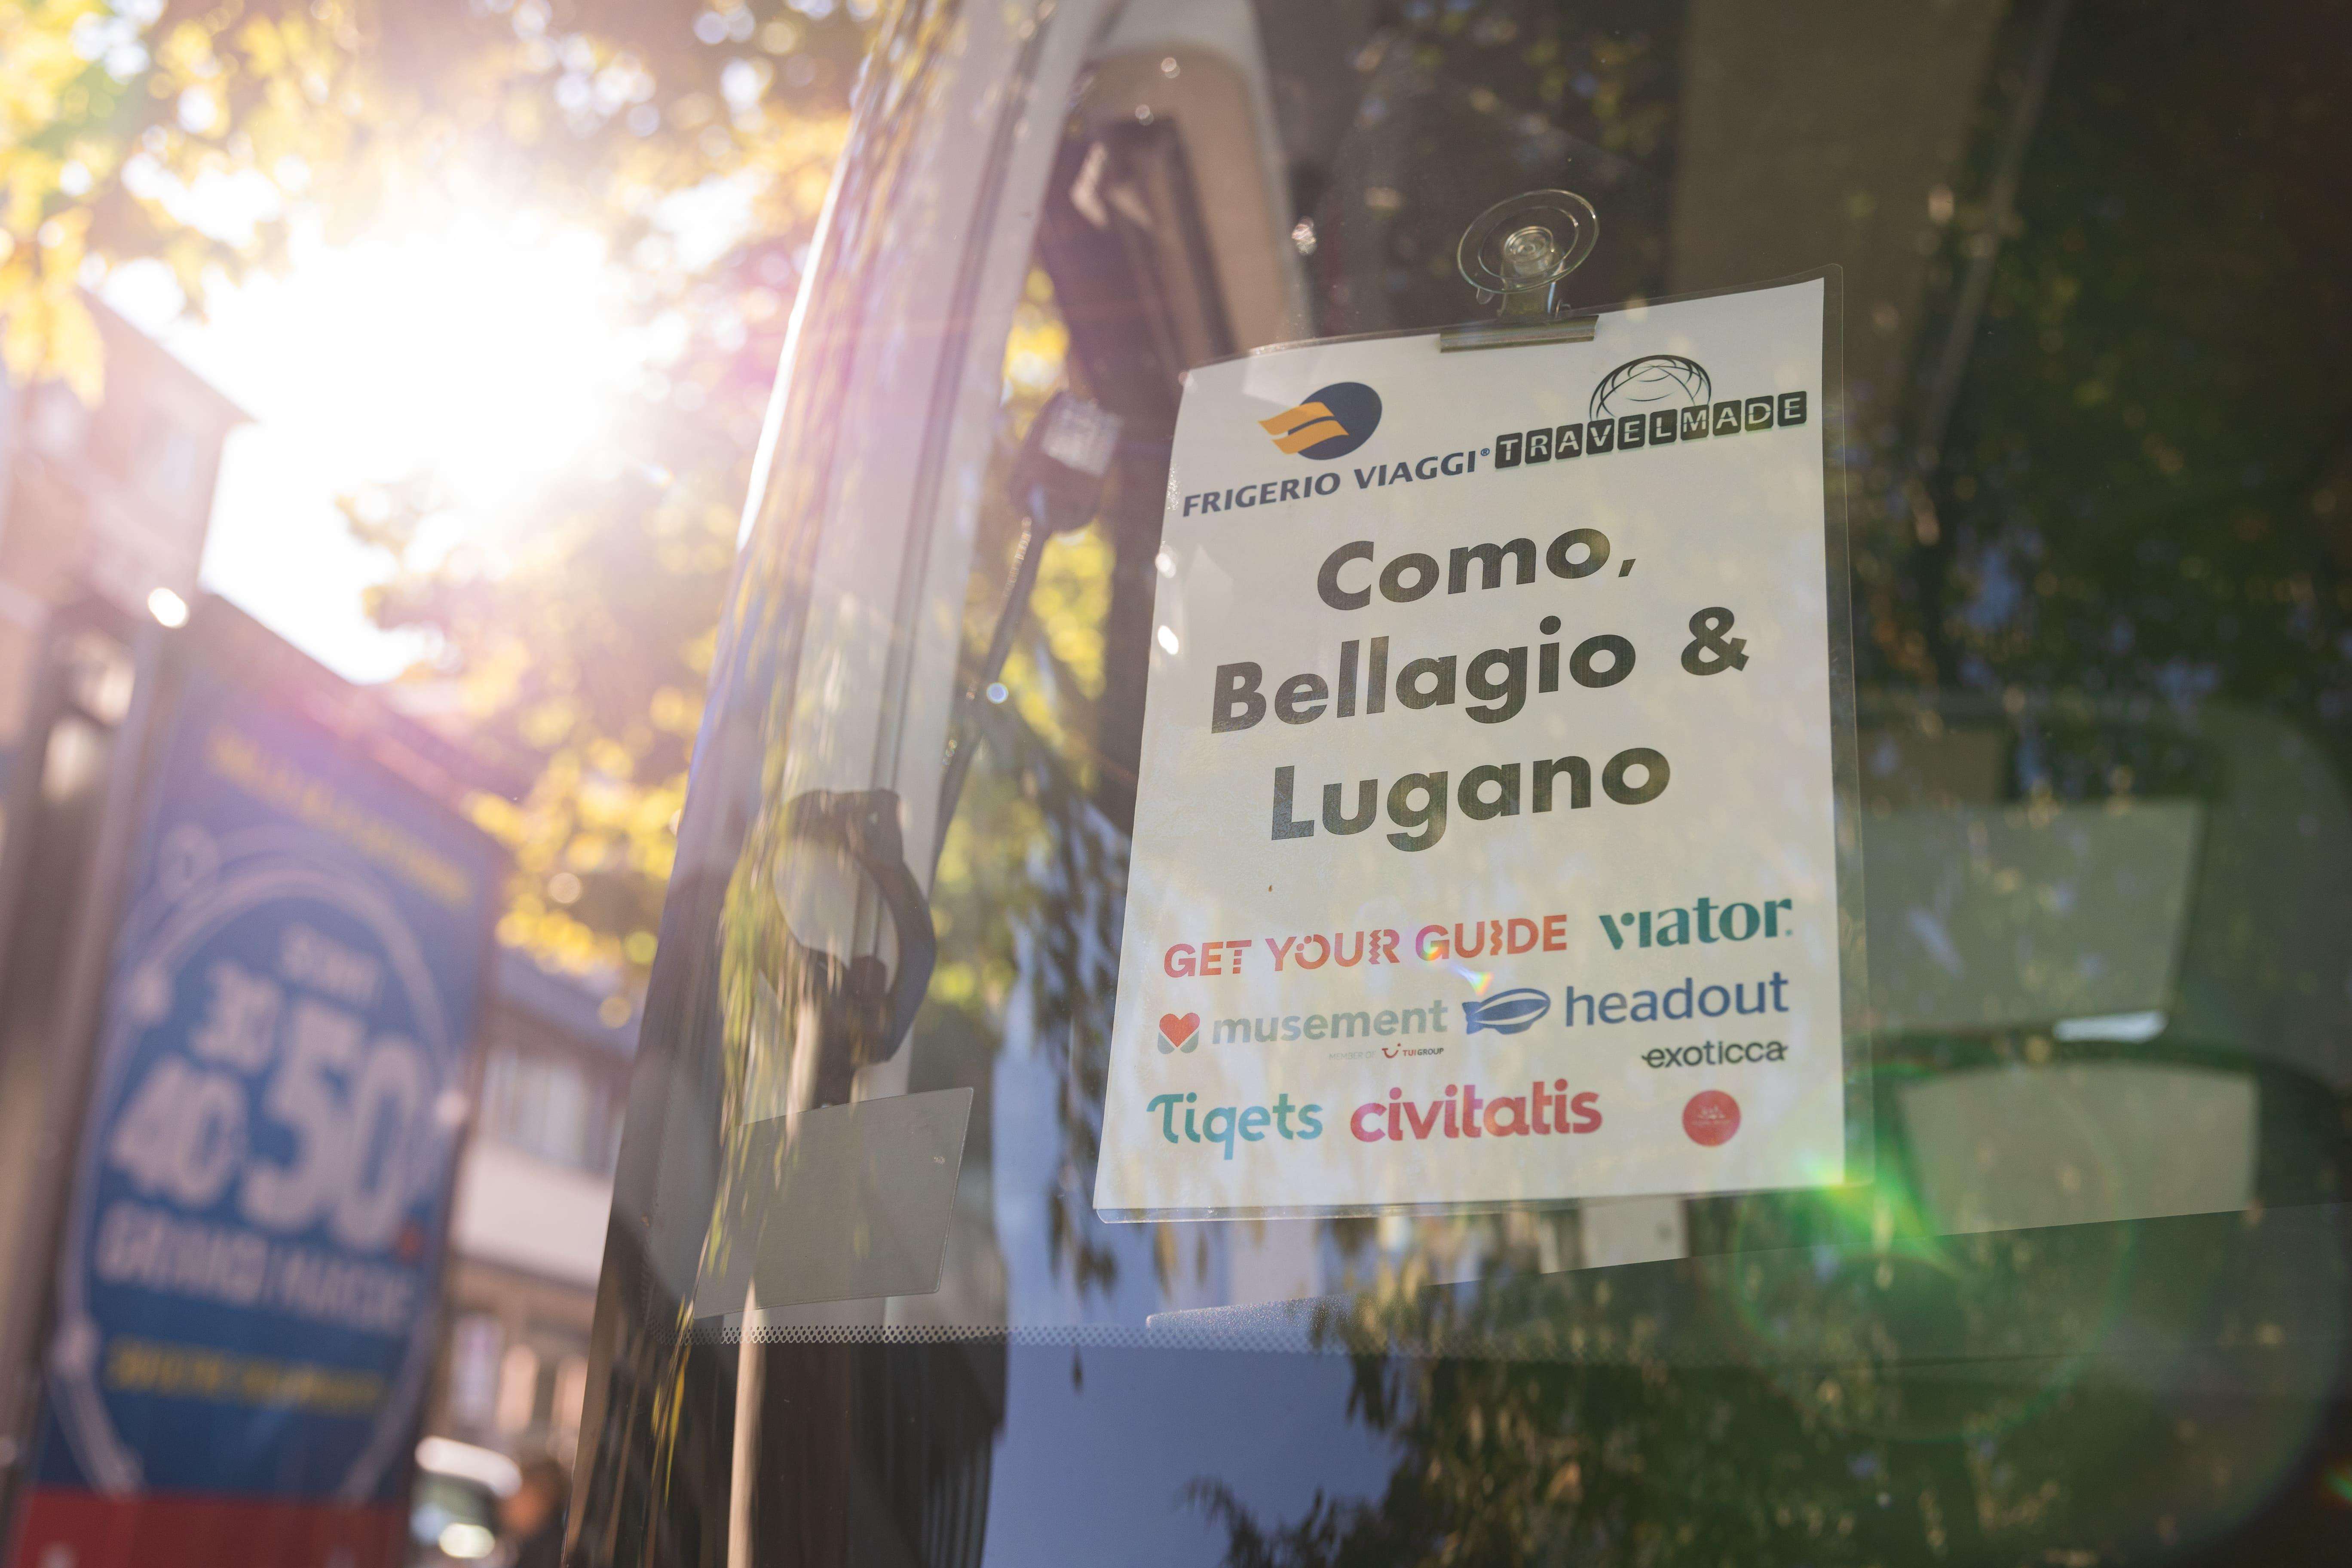 FRIGERIO VIAGGI® TRAVELMADE
Como,
Bellagio &
Lugano
GET YOUR GUIDE viator®
musement headout
MEMBER OF TUI GROUP
exoticca
Tiqets civitatis
40 50